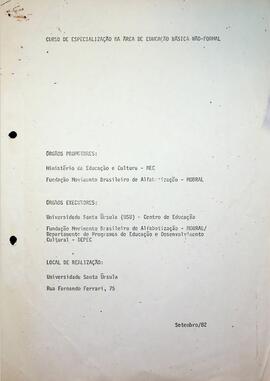 CURSO DE ESPECIALIZAÇÃO NA ÁREA DE EDUCAÇÃO BÁSICA NÃO-FORMAL
ÓRGÃOS PROMOTORES:
Ministério da Educação e Cultura - MEC
Fundação Movimento Brasileiro de Alfabetização - MOBRAL
ÓRGÃOS EXECUTORES:
Universidade Santa Úrsula (USU) - Centro de Educação
Fundação Movimento Brasileiro de Alfabetização - MOBRAL/
Departamento de Programas de Educação e Desenvolvimento
Cultural - DEPEC
LOCAL DE REALIZAÇÃO:
Universidade Santa Úrsula
Rua Fernando Ferrari, 75
Setembro/82